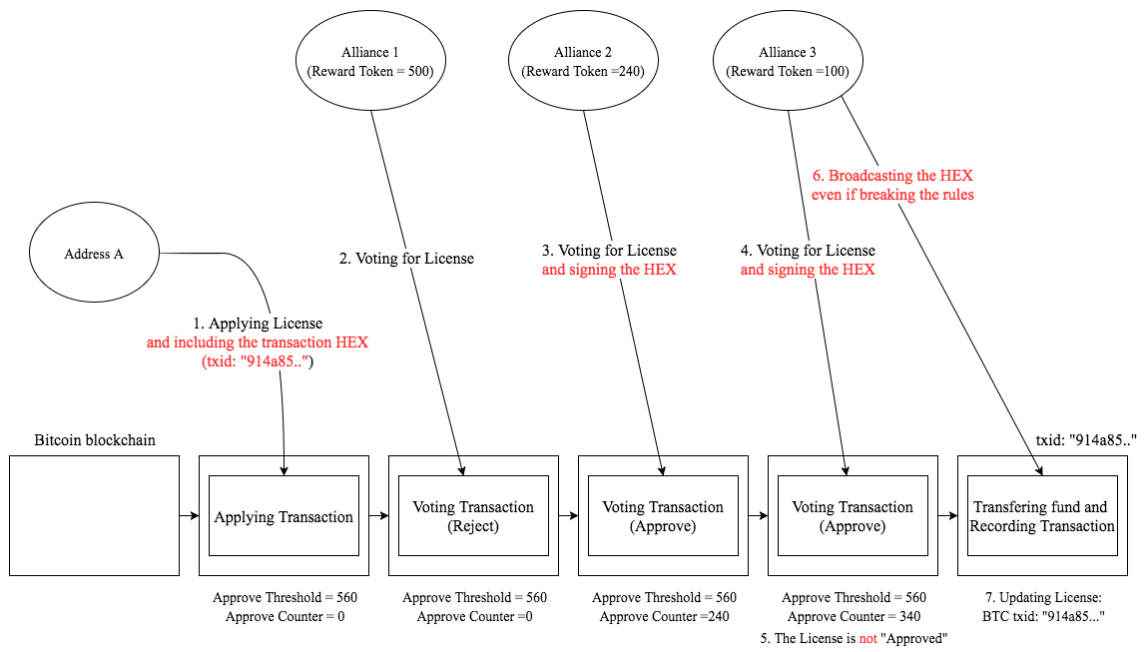 Alliance 1
(Reward Token = 500)
Alliance 2
(Reward Token =240)
Alliance 3
(Reward Token =100)
6. Broadcasting the HEX
even if breaking the rules
Address A
2. Voting for License
3. Voting for License
and signing the HEX
4. Voting for License
and signing the HEX
1. Applying License
and including the transaction HEX
(txid: "914a85..")
Bitcoin blockchain
txid: "914a85.."
Applying Transaction
Voting Transaction
(Reject)
Voting Transaction
(Approve)
Voting Transaction
(Approve)
Transfering fund and
Recording Transaction
Approve Threshold = 560
Approve Counter = 0
Approve Threshold = 560
Approve Counter =0
Approve Threshold = 560
Approve Counter=240
Approve Threshold = 560
Approve Counter = 340
5. The License is not "Approved"
7. Updating License:
BTC txid: "914a85..."